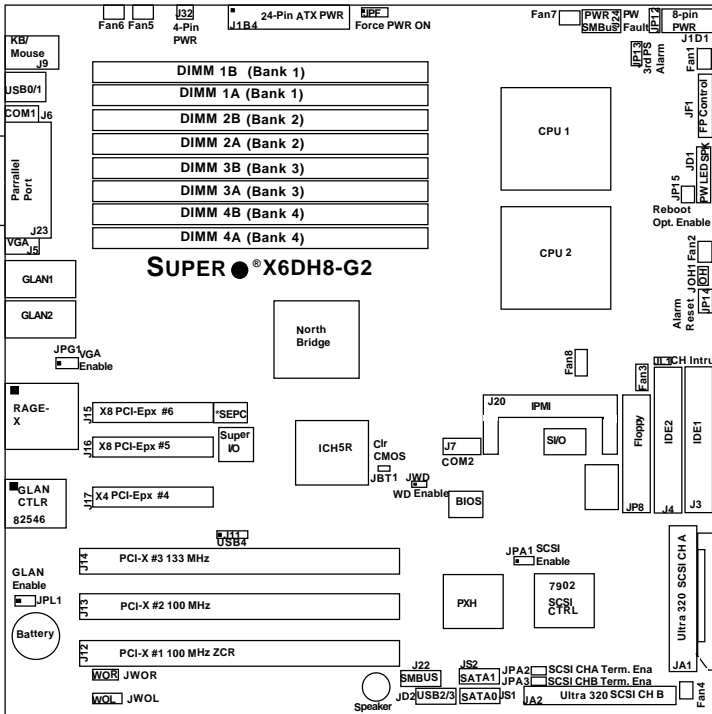 Fan6
Fan5
J32
4-Pin
PWR
J1B4
24-Pin ATX PWR
JPF
Force PWR ON
Fan7
PWR
SMBus
J24
PW
Fault
JP12
8-pin
PWR
J1D1
JP13
3rd PS
Alarm
Fan1
KB/
Mouse
J9
USB0/1
COM1
J6
Parrallel
Port
J23
VGA
J5
GLAN1
GLAN2
DIMM 1B (Bank 1)
DIMM 1A (Bank 1)
DIMM 2B (Bank 2)
DIMM 2A (Bank 2)
DIMM 3B (Bank 3)
DIMM 3A (Bank 3)
DIMM 4B (Bank 4)
DIMM 4A (Bank 4)
SUPER ● ® X6DH8-G2
CPU 1
CPU 2
JF1
FP Control
JD1
PW LED SPK
JP15
Reboot
Opt. Enable
Fan2
JOH1
OH
Alarm
Reset
JP14
North
Bridge
JPG1
VGA
Enable
RAGE-
X
J15
X8 PCI-Epx #6
*SEPC
J16
X8 PCI-Epx #5
Super
I/O
J17
X4 PCI-Epx #4
GLAN
CTLR
82546
ICH5R
Clr
CMOS
JBT1
JWD
WD Enable
J7
COM2
BIOS
Fan8
J20
IPMI
SI/O
Fan3
JL1
CH Intru
Floppy
JP8
IDE2
J4
IDE1
J3
J11
USB4
J14
PCI-X #3 133 MHz
GLAN
Enable
JPL1
J13
PCI-X #2 100 MHz
Battery
J12
PCI-X #1 100 MHz ZCR
WOR
JWOR
WOL
JWOL
PXH
JPA1
SCSI
Enable
7902
SCSI
CTRL
Ultra 320 SCSI CH A
JA1
Speaker
J22
SMBUS
JD2
USB2/3
JS2
SATA1
SATA0
JS1
JPA2
SCSI CHA Term. Ena
JPA3
SCSI CHB Term. Ena
JA2
Ultra 320 SCSI CH B
Fan4